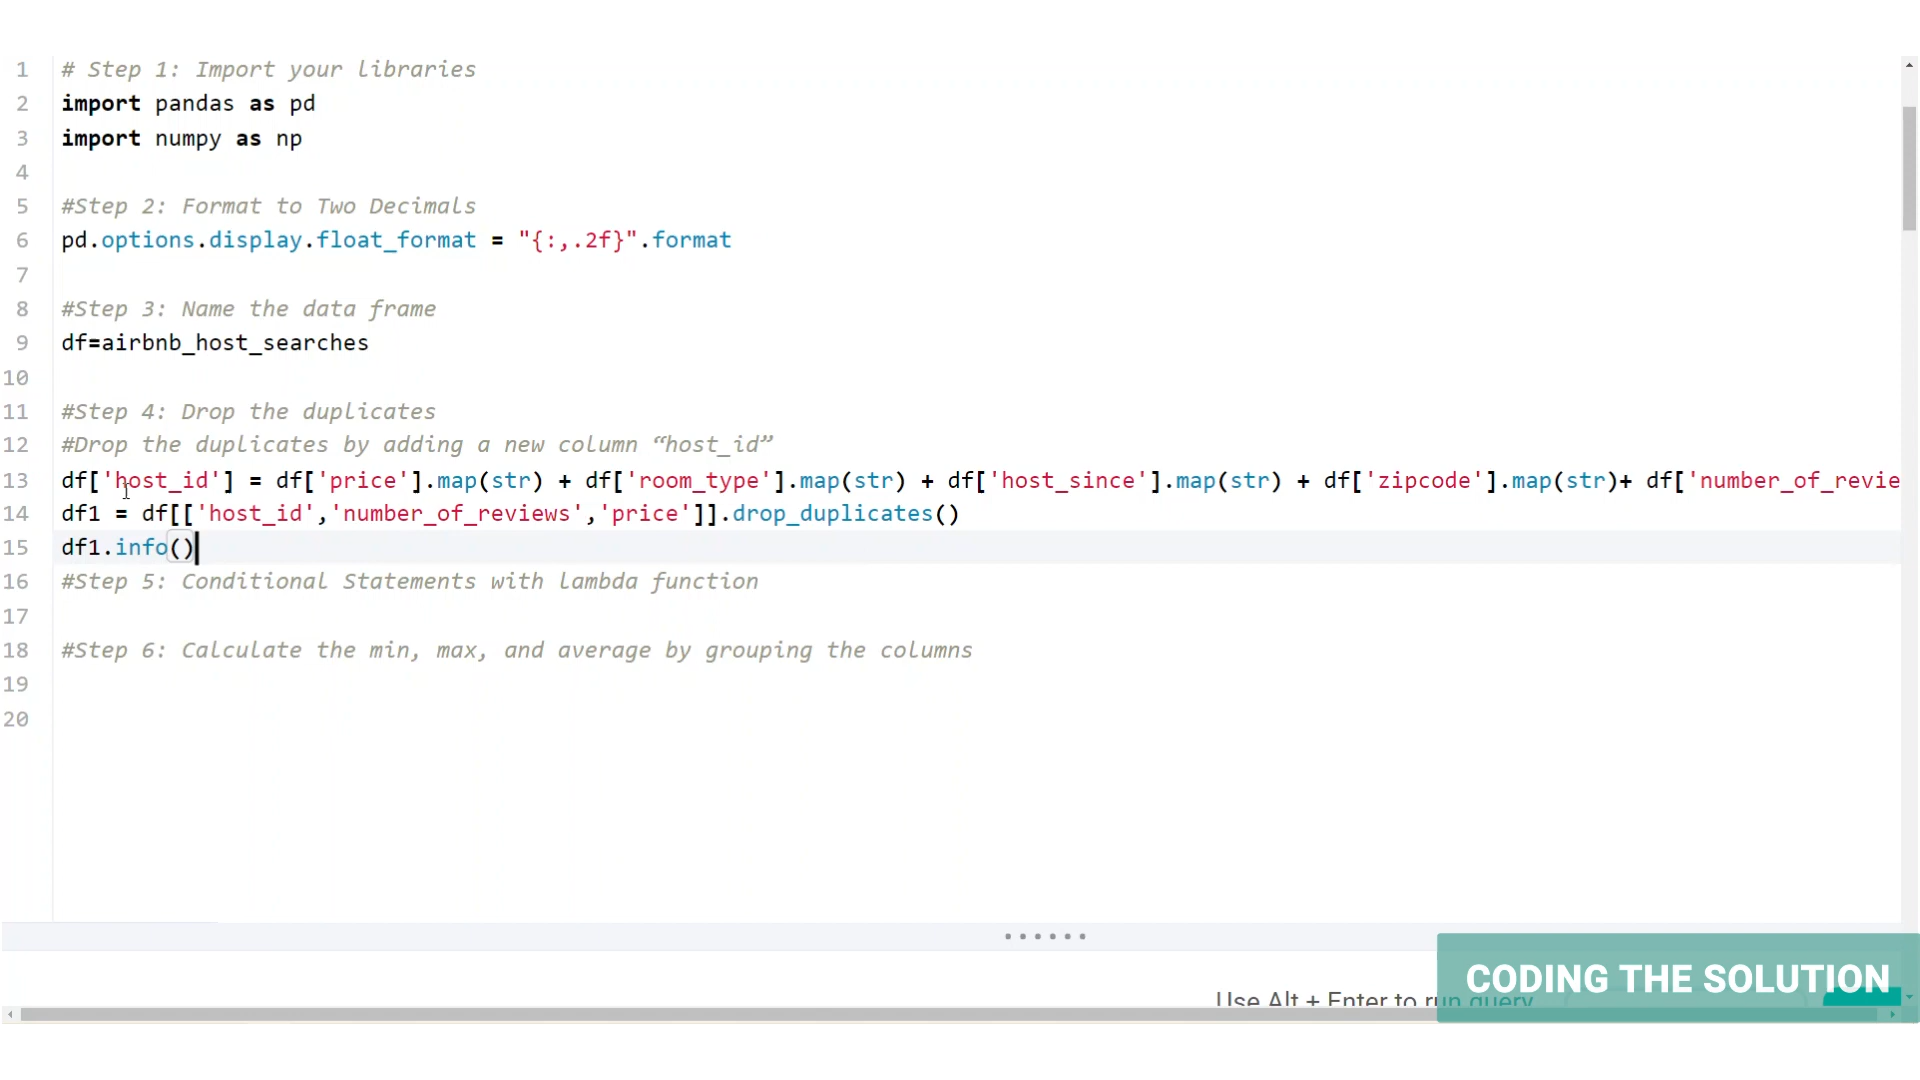 1 # Step 1: Import your libraries
2 import pandas as pd
3 import numpy as np
4
5 #Step 2: Format to Two Decimals
6 pd.options.display.float_format = "{:,.2f}".format
7
8 #Step 3: Name the data frame
9 df=airbnb_host_searches
10
11 #Step 4: Drop the duplicates
12 #Drop the duplicates by adding a new column “host_id”
13 df['host_id'] = df['price'].map(str) + df['room_type'].map(str) + df['host_since'].map(str) + df['zipcode'].map(str)+ df['number_of_revie
14 df1 = df[['host_id','number_of_reviews','price']].drop_duplicates()
15 df1.info()
16 #Step 5: Conditional Statements with lambda function
17
18 #Step 6: Calculate the min, max, and average by grouping the columns
19
20
Use Alt + Enter to run query
CODING THE SOLUTION